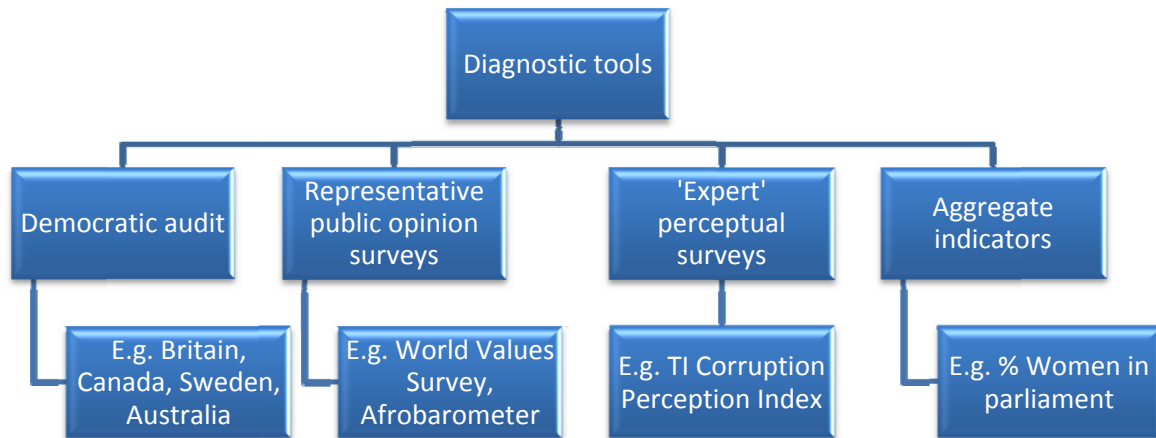 Diagnostic tools
Democratic audit
Representative
public opinion
surveys
'Expert'
perceptual
surveys
Aggregate
indicators
E.g. Britain,
Canada, Sweden,
Australia
E.g. World Values
Survey,
Afrobarometer
E.g. TI Corruption
Perception Index
E.g. % Women in
parliament